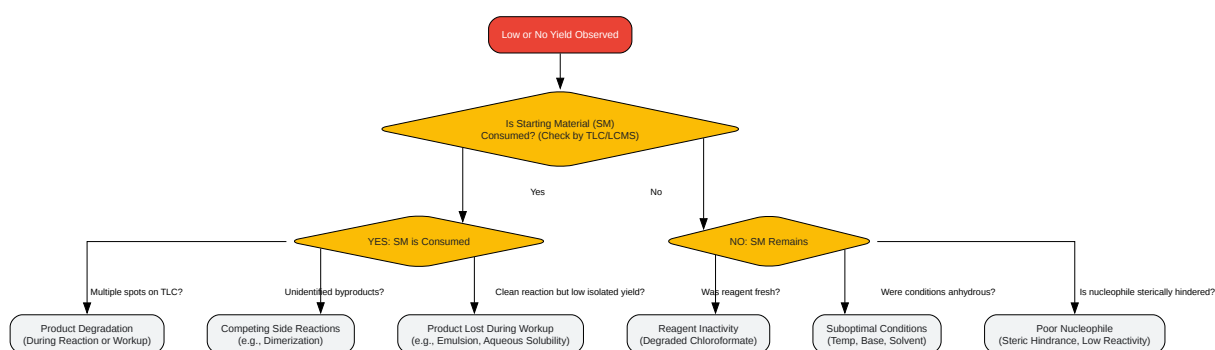 Low or No Yield Observed
Is Starting Material (SM)
Consumed? (Check by TLC/LCMS)
Yes
No
YES: SM is Consumed
NO: SM Remains
Multiple spots on TLC?
Unidentified byproducts?
Clean reaction but low isolated yield?
Was reagent fresh?
Were conditions anhydrous?
Is nucleophile sterically hindered?
Product Degradation
(During Reaction or Workup)
Competing Side Reactions
(e.g., Dimerization)
Product Lost During Workup
(e.g., Emulsion, Aqueous Solubility)
Reagent Inactivity
(Degraded Chloroformate)
Suboptimal Conditions
(Temp, Base, Solvent)
Poor Nucleophile
(Steric Hindrance, Low Reactivity)